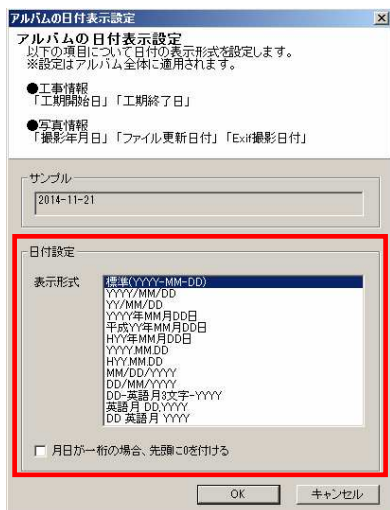 アルバムの日付表示設定
アルバムの日付表示設定
以下の項目について日付の表示形式を設定します。
※設定はアルバム全体に適用されます。
●工事情報
「工期開始日」「工期終了日」
●写真情報
「撮影年月日」「ファイル更新日付」「Exif撮影日付」
サンプル
2014-11-21
日付設定
表示形式
標準(YYYY-MM-DD)
YYYY/MM/DD
YY/MM/DD
YYYY年MM月DD日
平成YY年MM月DD日
HYY年MM月DD日
YYYY.MM.DD
HYY.MM.DD
MM/DD/YYYY
DD/MM/YYYY
DD-英語月3文字-YYYY
英語月 DD,YYYY
DD 英語月 YYYY
月日が一桁の場合、先頭に0を付ける
OK
キャンセル